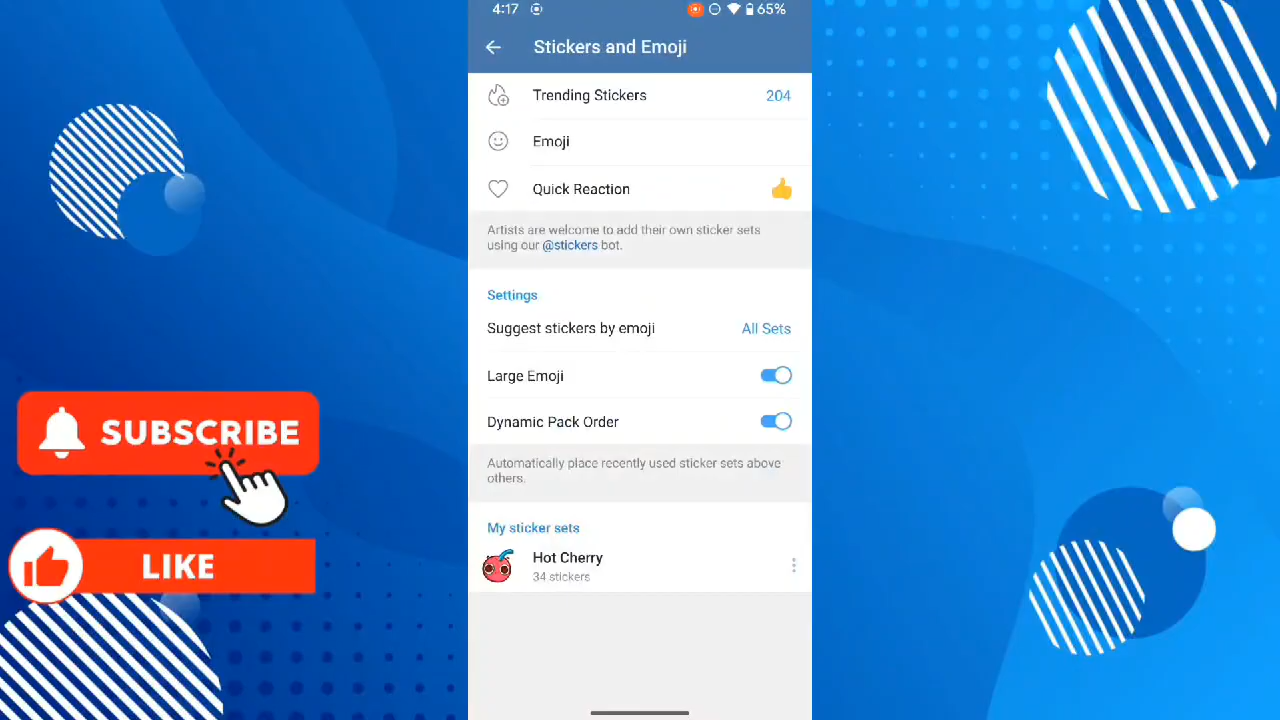 4:17
65%
Stickers and Emoji
Trending Stickers 204
Emoji
Quick Reaction
Artists are welcome to add their own sticker sets
using our @stickers bot.
Settings
Suggest stickers by emoji All Sets
Large Emoji
Dynamic Pack Order
Automatically place recently used sticker sets above
others.
My sticker sets
Hot Cherry
34 stickers
SUBSCRIBE
LIKE